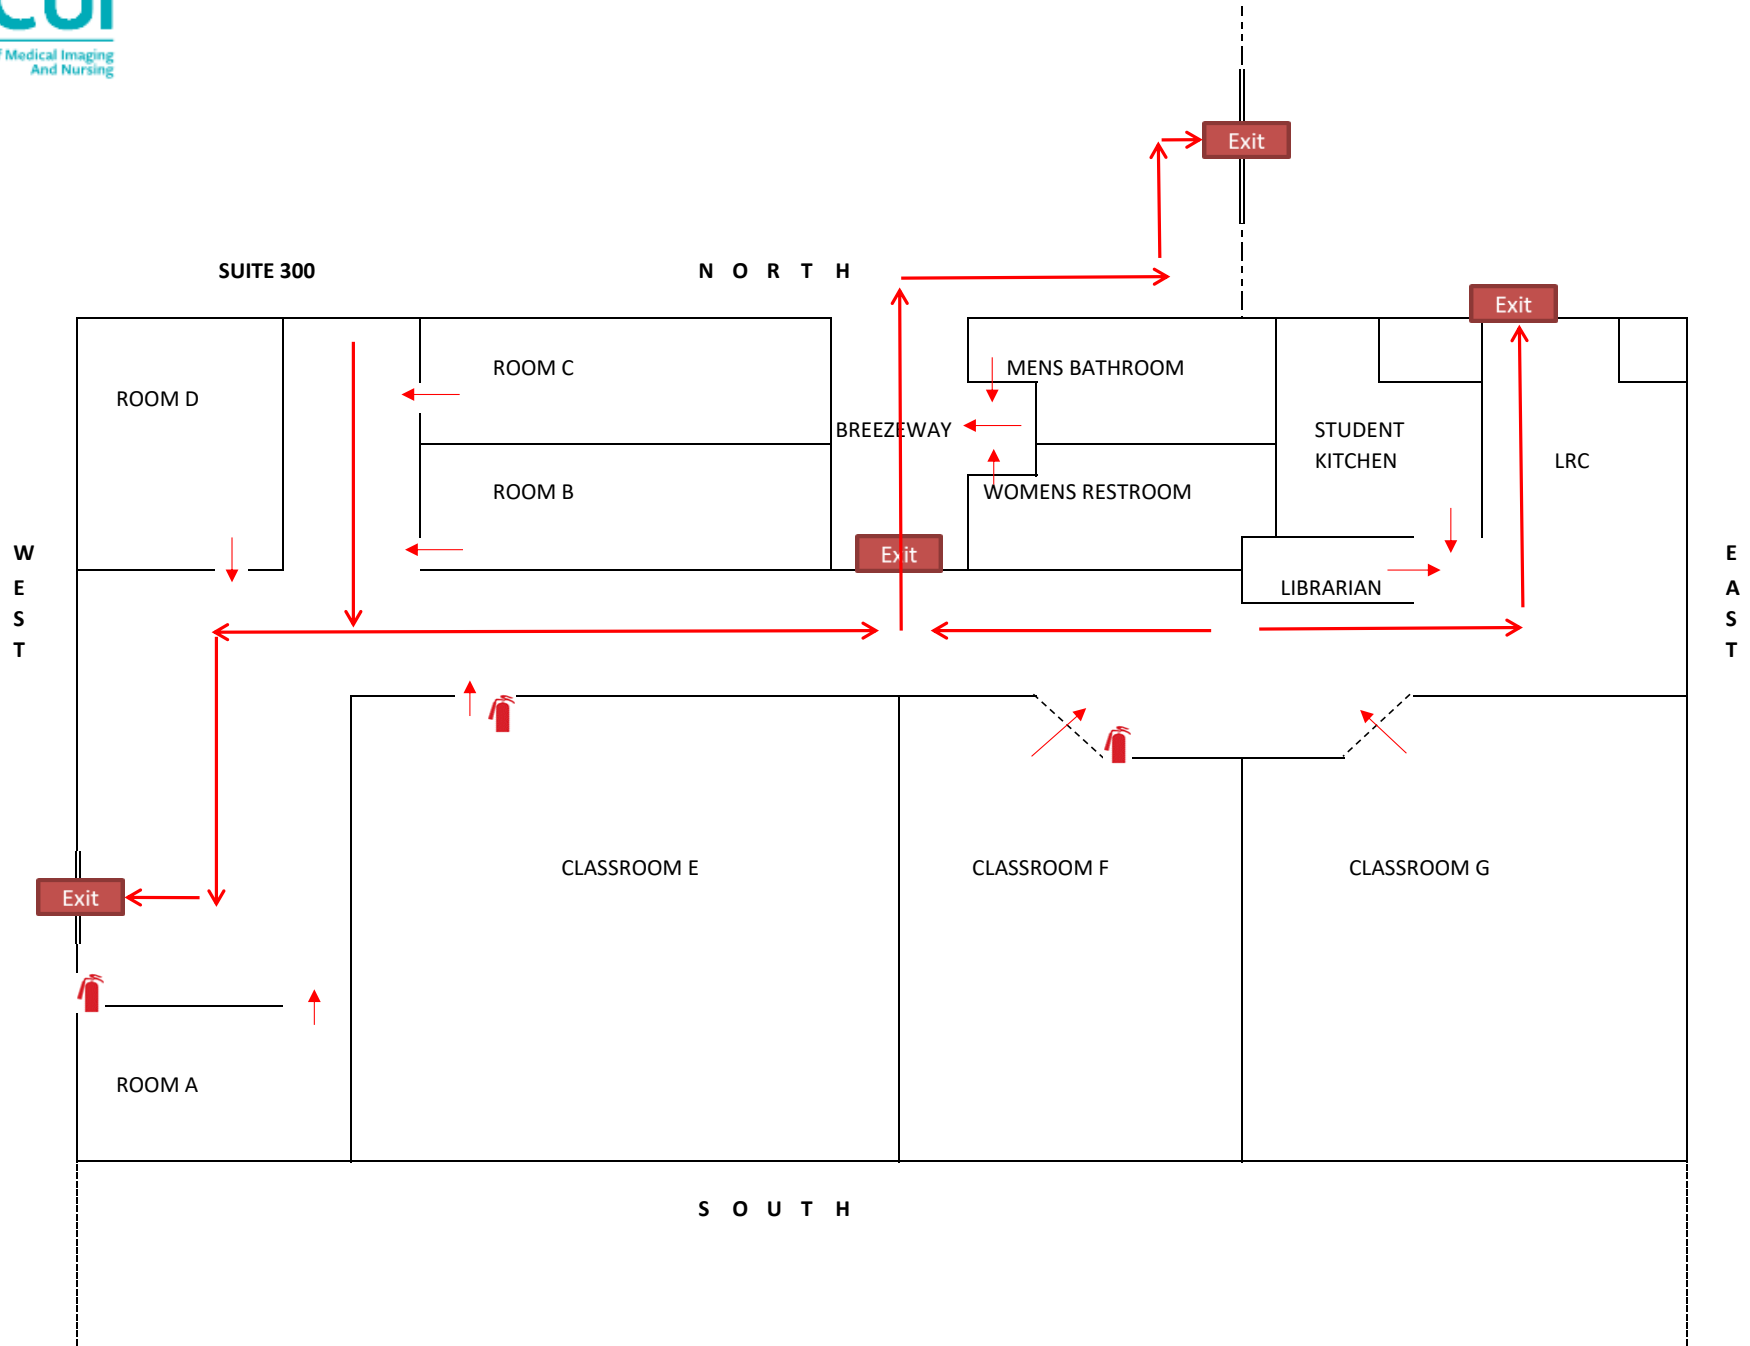 CUI
Medical Imaging
And Nursing
Exit
SUITE 300
N O R T H
Exit
ROOM C
MENS BATHROOM
ROOM D
BREEZEWAY
STUDENT
KITCHEN
LRC
ROOM B
WOMENS RESTROOM
W
E
S
T
Exit
E
A
S
T
LIBRARIAN
CLASSROOM E
CLASSROOM F
CLASSROOM G
Exit
ROOM A
S O U T H